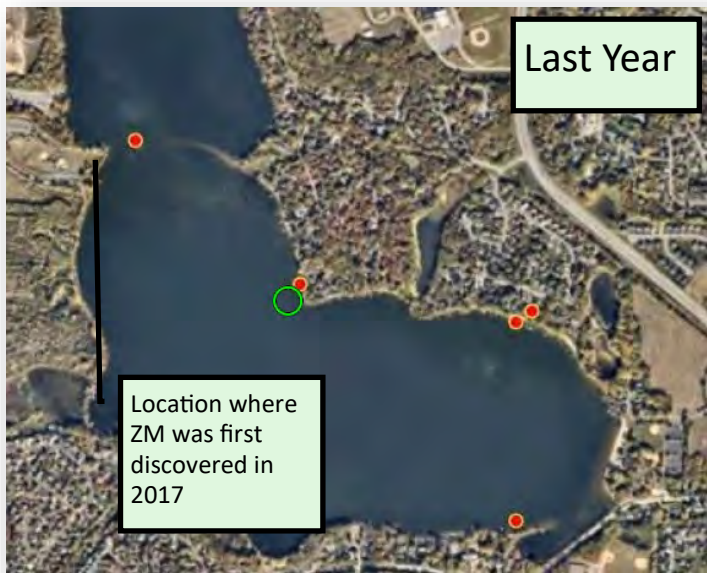 Last Year
Location where
ZM was first
discovered in
2017